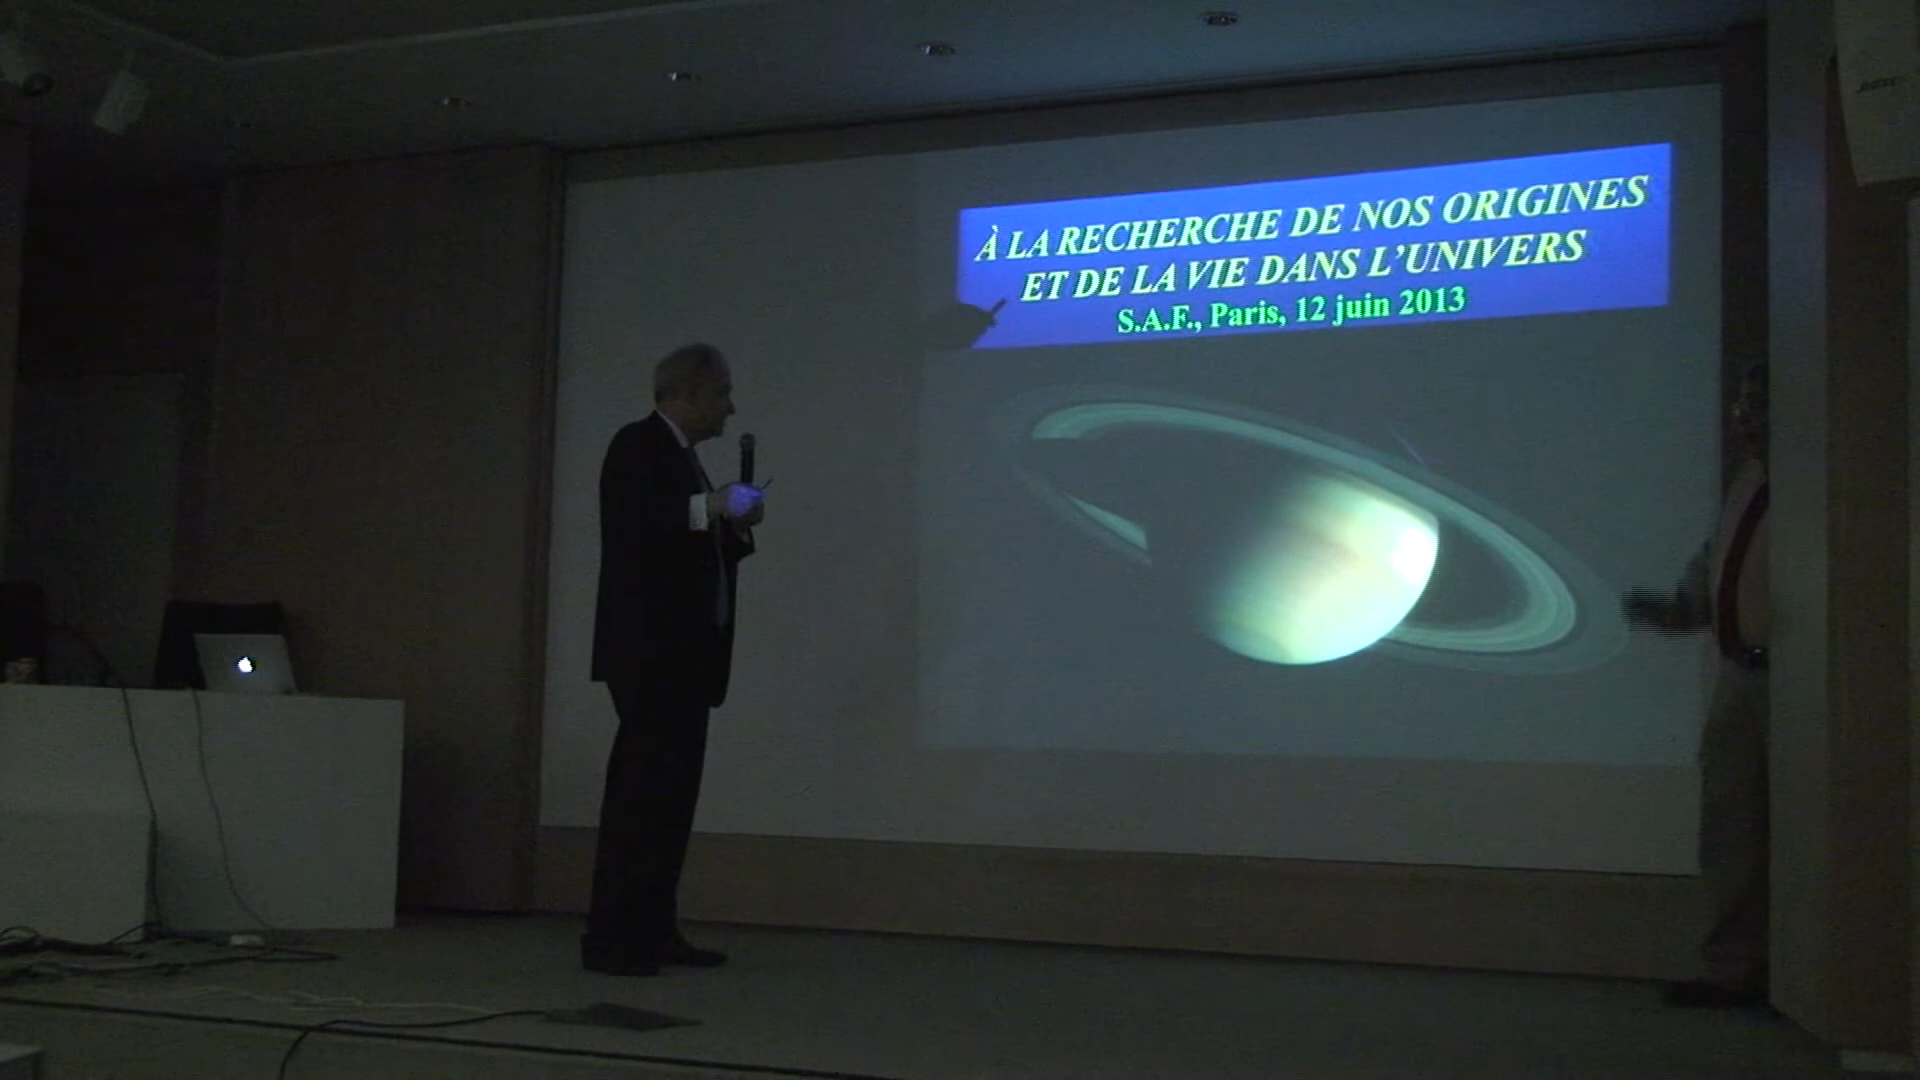 À LA RECHERCHE DE NOS ORIGINES
ET DE LA VIE DANS L'UNIVERS
S.A.F., Paris, 12 juin 2013